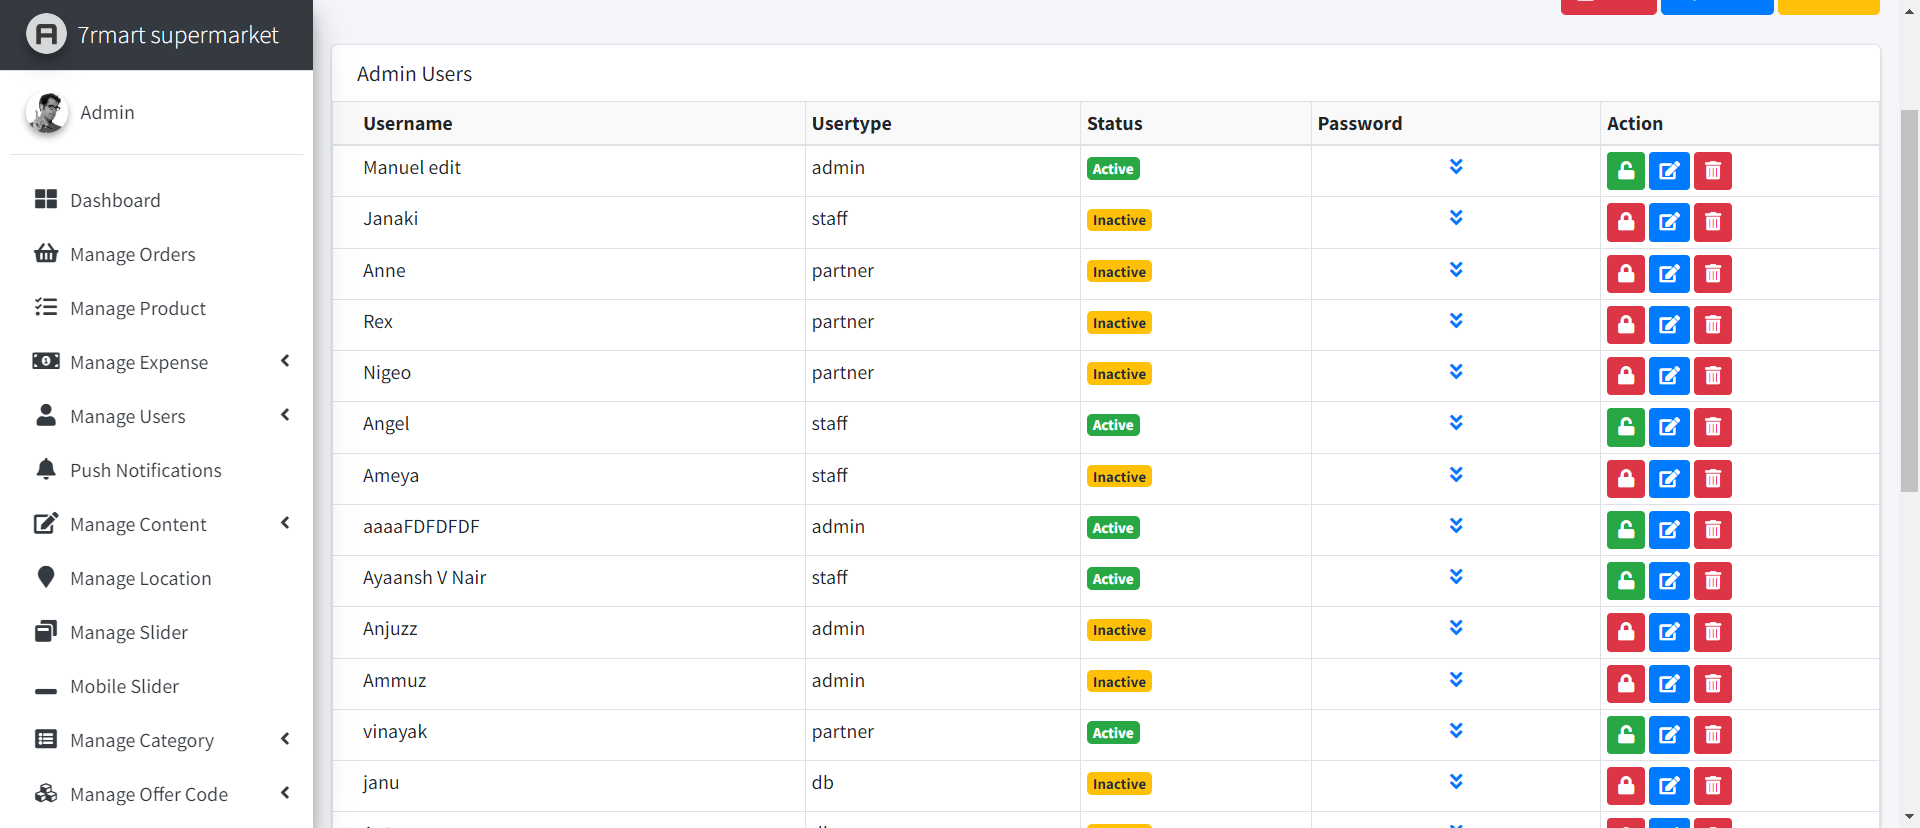 7rmart supermarket
Admin
Dashboard
Manage Orders
Manage Product
Manage Expense
Manage Users
Push Notifications
Manage Content
Manage Location
Manage Slider
Mobile Slider
Manage Category
Manage Offer Code
Admin Users
Username Usertype Status Password Action
Manuel edit admin Active
Janaki staff Inactive
Anne partner Inactive
Rex partner Inactive
Nigeo partner Inactive
Angel staff Active
Ameya staff Inactive
aaaaFDFDFDF admin Active
Ayaansh V Nair staff Active
Anjuzz admin Inactive
Ammuz admin Inactive
vinayak partner Active
janu db Inactive